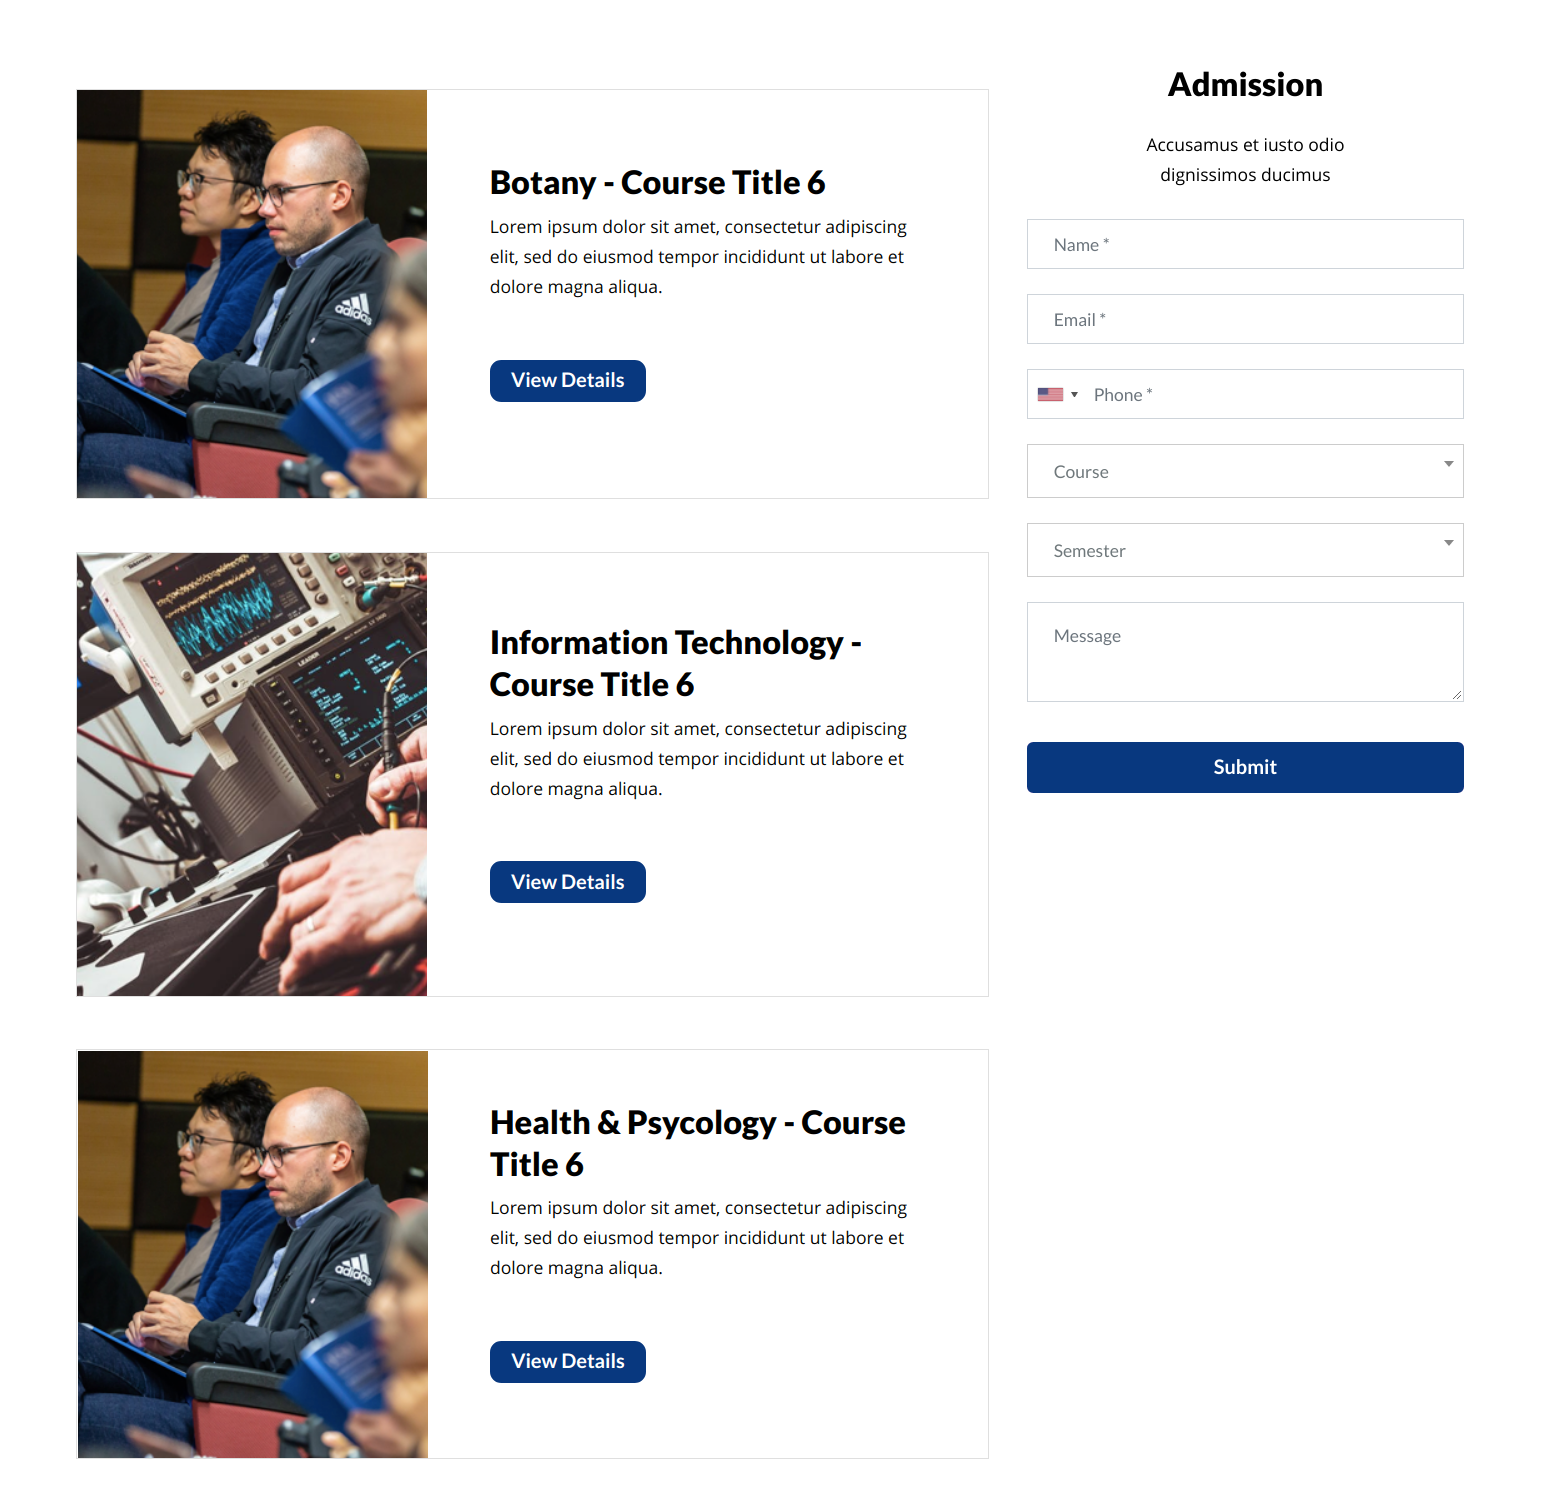 Botany - Course Title 6
Lorem ipsum dolor sit amet, consectetur adipiscing
elit, sed do eiusmod tempor incididunt ut labore et
dolore magna aliqua.
View Details
adidas
Information Technology -
Course Title 6
Lorem ipsum dolor sit amet, consectetur adipiscing
elit, sed do eiusmod tempor incididunt ut labore et
dolore magna aliqua.
View Details
LEADER
Health & Psycology - Course
Title 6
Lorem ipsum dolor sit amet, consectetur adipiscing
elit, sed do eiusmod tempor incididunt ut labore et
dolore magna aliqua.
View Details
adidas
Admission
Accusamus et iusto odio
dignissimos ducimus
Name *
Email *
Phone *
Course
Semester
Message
Submit